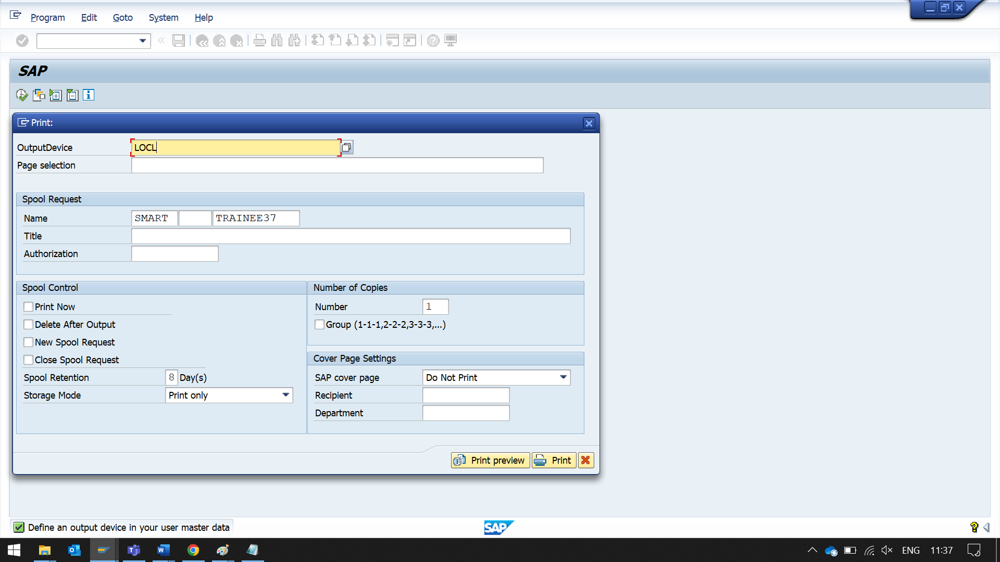 Program Edit Goto System Help
SAP
Print:
OutputDevice LOCL
Page selection
Spool Request
Name SMART TRAINEE37
Title
Authorization
Spool Control
Print Now
Delete After Output
New Spool Request
Close Spool Request
Spool Retention 8 Day(s)
Storage Mode Print only
Number of Copies
Number 1
Group (1-1-1,2-2-2,3-3-3,...)
Cover Page Settings
SAP cover page Do Not Print
Recipient
Department
Print preview Print
Define an output device in your user master data
SAP
ENG 11:37